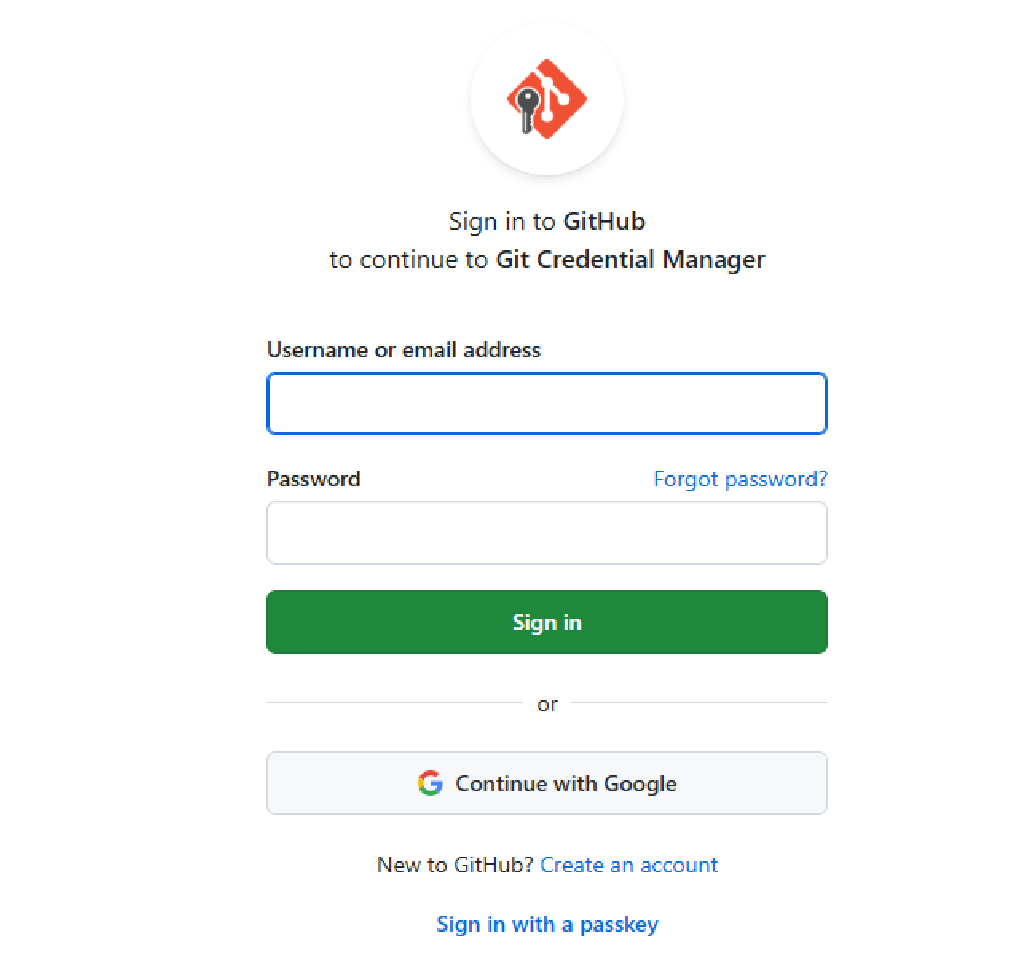 Sign in to GitHub
to continue to Git Credential Manager
Username or email address
Password Forgot password?
Sign in
or
Continue with Google
New to GitHub? Create an account
Sign in with a passkey